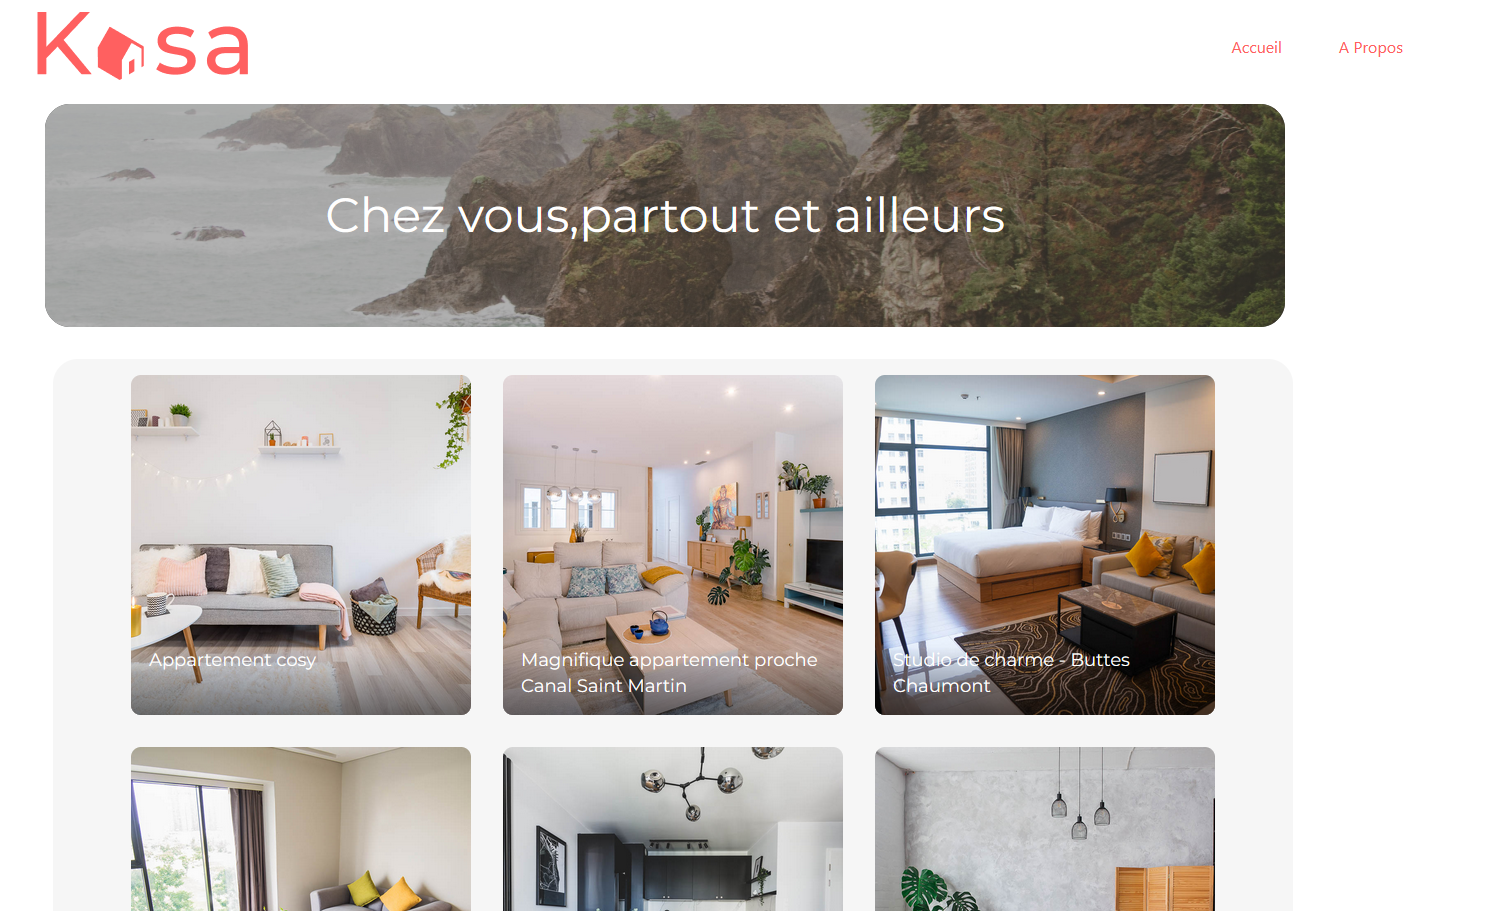 Kasa
Accueil
A Propos
Chez vous,partout et ailleurs
Appartement cosy
Magnifique appartement proche
Canal Saint Martin
Studio de charme - Buttes
Chaumont